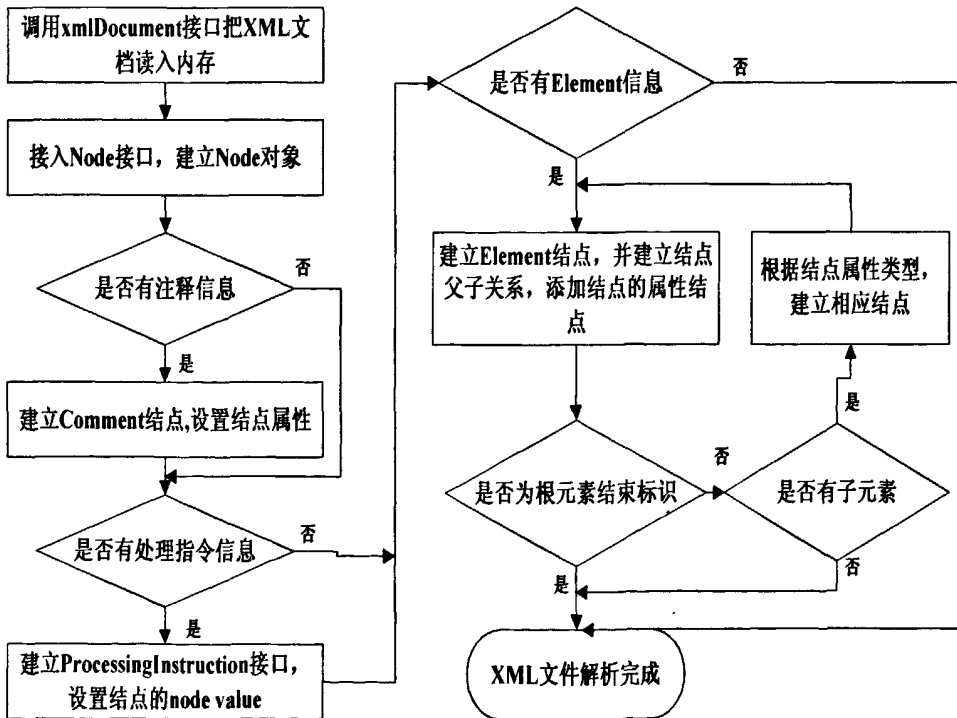 调用xmlDocument接口把XML文
档读入内存
接入Node接口，建立Node对象
是否有注释信息
否
是
建立Comment结点,设置结点属性
是否有处理指令信息
否
是
建立ProcessingInstruction接口，
设置结点的node value
是否有Element信息
否
是
建立Element结点，并建立结点
父子关系，添加结点的属性结
点
根据结点属性类型，
建立相应结点
是
是否为根元素结束标识
否
是否有子元素
是
否
XML文件解析完成